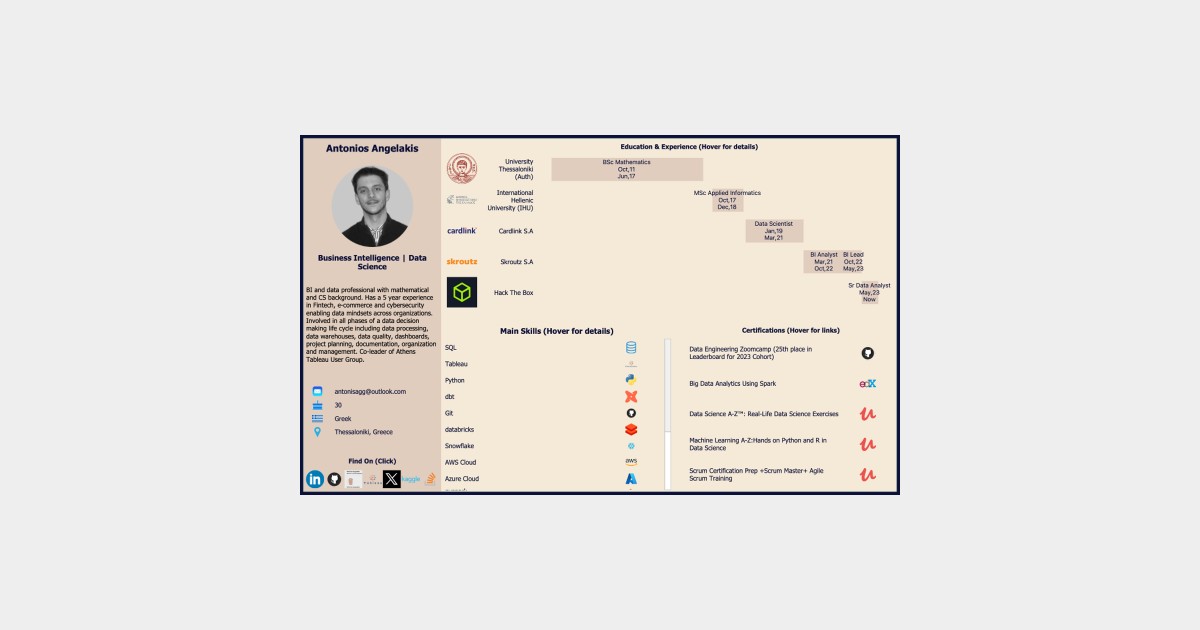 Antonios Angelakis
Business Intelligence | Data
Science
BI and data professional with mathematical
and CS background. Has a 5 year experience
in Fintech, e-commerce and cybersecurity
enabling data mindsets across organizations.
Involved in all phases of a data decision
making life cycle including data processing,
data warehouses, data quality, dashboards,
project planning, documentation, organization
and management. Co-leader of Athens
Tableau User Group.
antonisagg@outlook.com
30
Greek
Thessaloniki, Greece
Find On (Click)
in
X
kaggle
Education & Experience (Hover for details)
University
Thessaloniki
(Auth)
BSc Mathematics
Oct,11
Jun,17
International
Hellenic
University (IHU)
MSc Applied Informatics
Oct,17
Dec,18
cardlink
Cardlink S.A
Data Scientist
Jan,19
Mar,21
skroutz
Skroutz S.A
BI Analyst
Mar,21
Oct,22
BI Lead
Oct,22
May,23
Hack The Box
Sr Data Analyst
May,23
Now
Main Skills (Hover for details)
SQL
Tableau
Python
dbt
Git
databricks
Snowflake
AWS Cloud
aws
Azure Cloud
Certifications (Hover for links)
Data Engineering Zoomcamp (25th place in
Leaderboard for 2023 Cohort)
Big Data Analytics Using Spark
edX
Data Science A-Z™: Real-Life Data Science Exercises
Machine Learning A-Z:Hands on Python and R in
Data Science
Scrum Certification Prep +Scrum Master+ Agile
Scrum Training